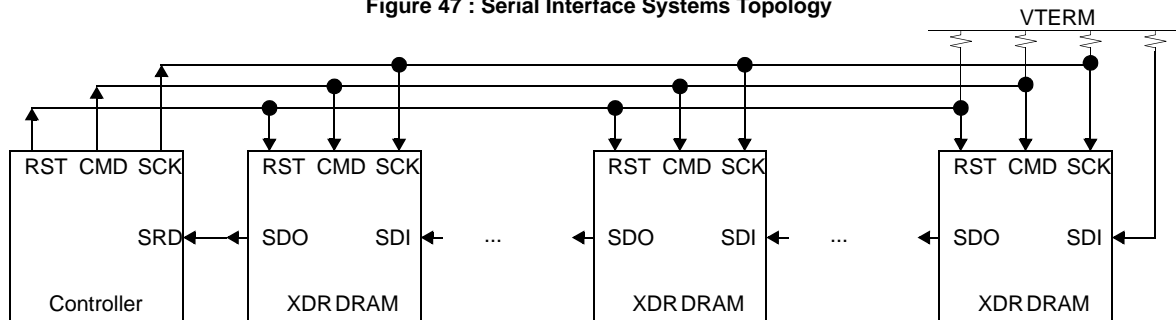 Figure 47 : Serial Interface Systems Topology
VTERM
RST CMD SCK
RST CMD SCK
RST CMD SCK
RST CMD SCK
SRD
SDO
SDI
...
SDO
SDI
...
SDO
SDI
Controller
XDR DRAM
XDR DRAM
XDR DRAM